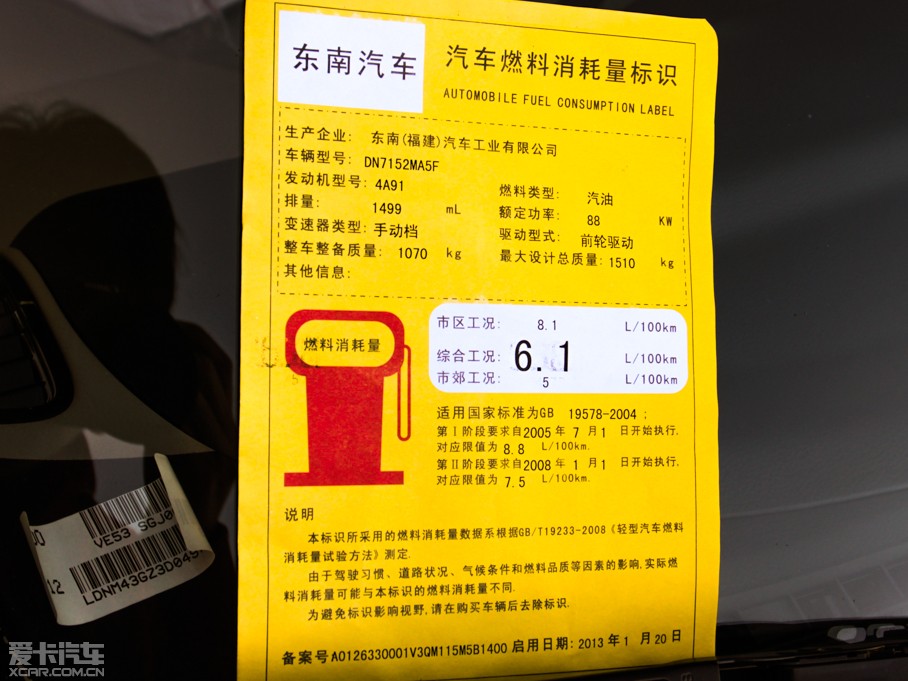 东南汽车
汽车燃料消耗量标识
AUTOMOBILE FUEL CONSUMPTION LABEL
生产企业: 东南(福建)汽车工业有限公司
车辆型号: DN7152MA5F
发动机型号: 4A91
燃料类型: 汽油
排量: 1499 mL
额定功率: 88 KW
变速器类型: 手动档
驱动型式: 前轮驱动
整车整备质量: 1070 kg
最大设计总质量: 1510 kg
其他信息:
燃料消耗量
市区工况: 8.1 L/100km
综合工况: 6.1 L/100km
市郊工况: 5 L/100km
适用国家标准为GB 19578-2004 ;
第Ⅰ阶段要求自2005年 7 月 1 日开始执行,
对应限值为 8.8 L/100km.
第Ⅱ阶段要求自2008年 1 月 1 日开始执行,
对应限值为 7.5 L/100km.
说明
本标识所采用的燃料消耗量数据系根据GB/T19233-2008《轻型汽车燃料
消耗量试验方法》测定.
由于驾驶习惯、道路状况、气候条件和燃料品质等因素的影响,实际燃
料消耗量可能与本标识的燃料消耗量不同.
为避免标识影响视野,请在购买车辆后去除标识.
备案号A0126330001V3QM115M5B1400 启用日期: 2013 年 1 月 20 日
VE53 SGJ0
12
LDNM43GZ3D04
爱卡汽车
XCAR.COM.CN